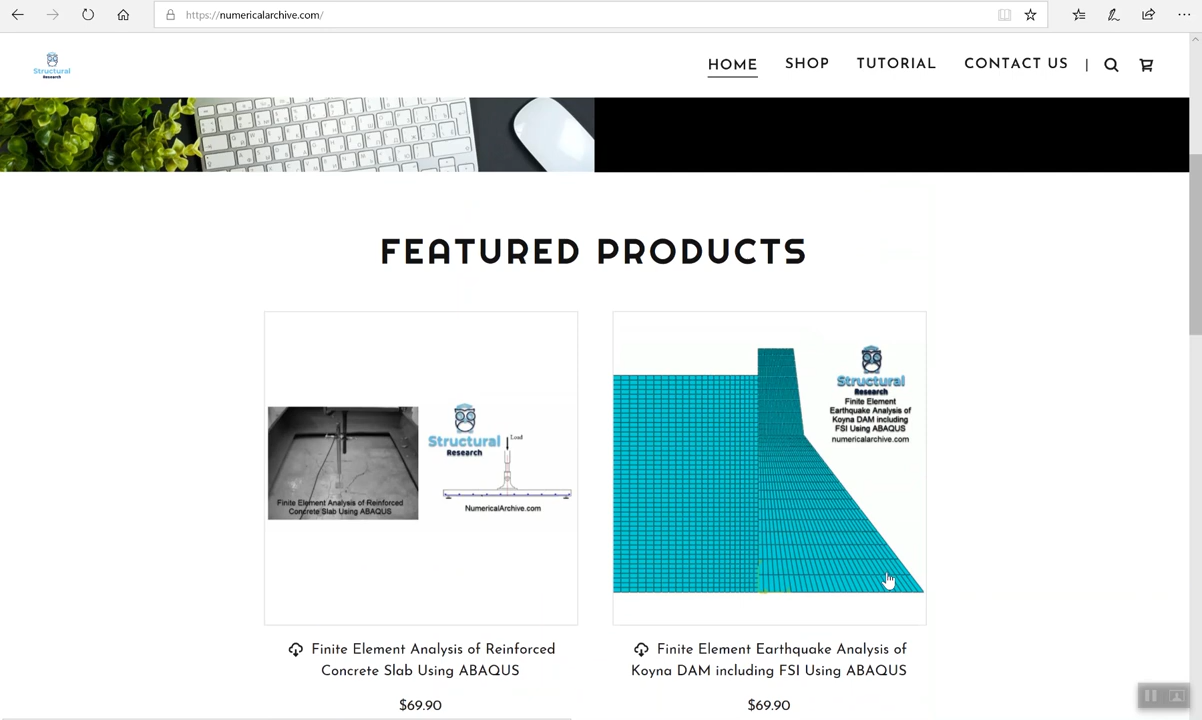 https://numericalarchive.com/
Structural
Research
HOME
SHOP
TUTORIAL
CONTACT US
FEATURED PRODUCTS
Finite Element Analysis of Reinforced
Concrete Slab Using ABAQUS
Structural
Research
Load
NumericalArchive.com
Structural
Research
Finite Element
Earthquake Analysis of
Koyna DAM including
FSI Using ABAQUS
numericalarchive.com
Finite Element Analysis of Reinforced
Concrete Slab Using ABAQUS
$69.90
Finite Element Earthquake Analysis of
Koyna DAM including FSI Using ABAQUS
$69.90